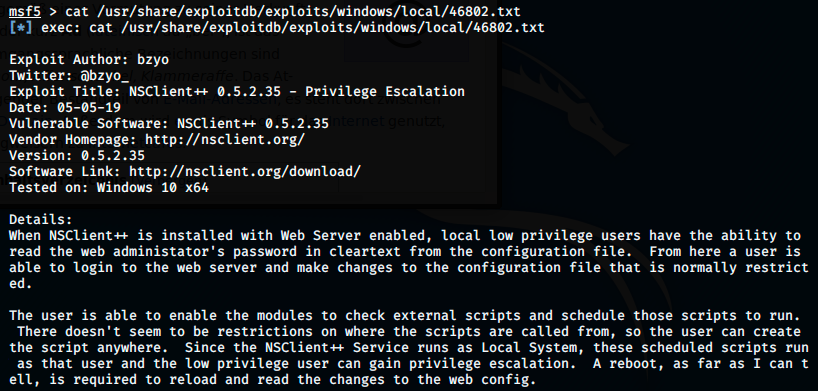 msf5 > cat /usr/share/exploitdb/exploits/windows/local/46802.txt
[*] exec: cat /usr/share/exploitdb/exploits/windows/local/46802.txt
Exploit Author: bzyo
Twitter: @bzyo_
Exploit Title: NSClient++ 0.5.2.35 - Privilege Escalation
Date: 05-05-19
Vulnerable Software: NSClient++ 0.5.2.35
Vendor Homepage: http://nsclient.org/
Version: 0.5.2.35
Software Link: http://nsclient.org/download/
Tested on: Windows 10 x64
Details:
When NSClient++ is installed with Web Server enabled, local low privilege users have the ability to
read the web administator's password in cleartext from the configuration file.  From here a user is
able to login to the web server and make changes to the configuration file that is normally restrict
ed.
The user is able to enable the modules to check external scripts and schedule those scripts to run.
 There doesn't seem to be restrictions on where the scripts are called from, so the user can create
the script anywhere.  Since the NSClient++ Service runs as Local System, these scheduled scripts run
 as that user and the low privilege user can gain privilege escalation.  A reboot, as far as I can t
ell, is required to reload and read the changes to the web config.